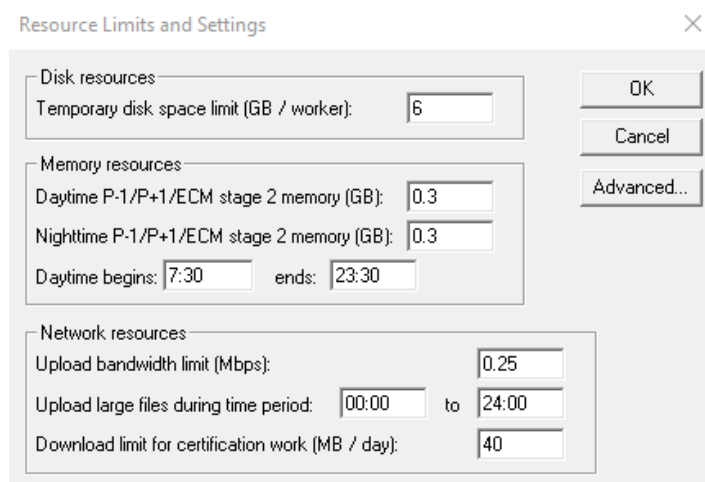 Resource Limits and Settings
Disk resources
Temporary disk space limit (GB / worker): 6
OK
Cancel
Advanced...
Memory resources
Daytime P-1/P+1/ECM stage 2 memory (GB): 0.3
Nighttime P-1/P+1/ECM stage 2 memory (GB): 0.3
Daytime begins: 7:30 ends: 23:30
Network resources
Upload bandwidth limit (Mbps): 0.25
Upload large files during time period: 00:00 to 24:00
Download limit for certification work (MB / day): 40